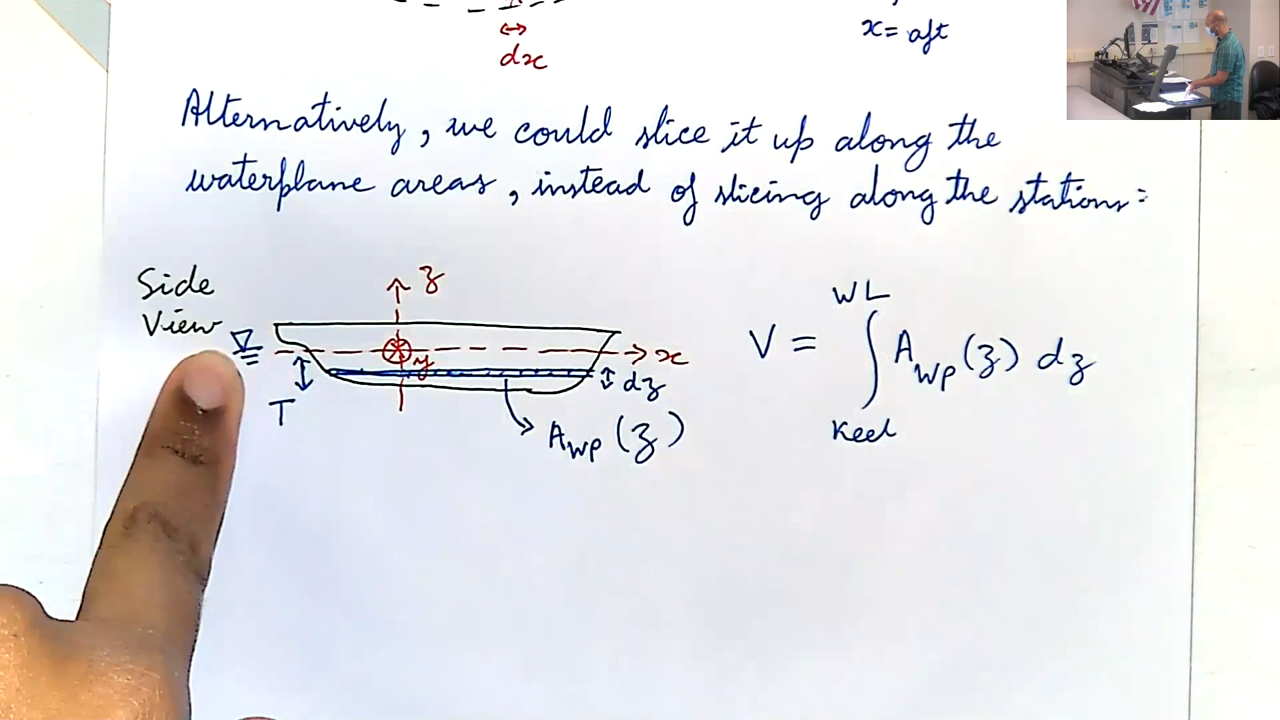 x = aft
dx
Alternatively, we could slice it up along the
waterplane areas, instead of slicing along the stations:
Side
View
z
x
y
T
dz
A_WP (z)
V = ∫ A_WP (z) dz
WL
Keel